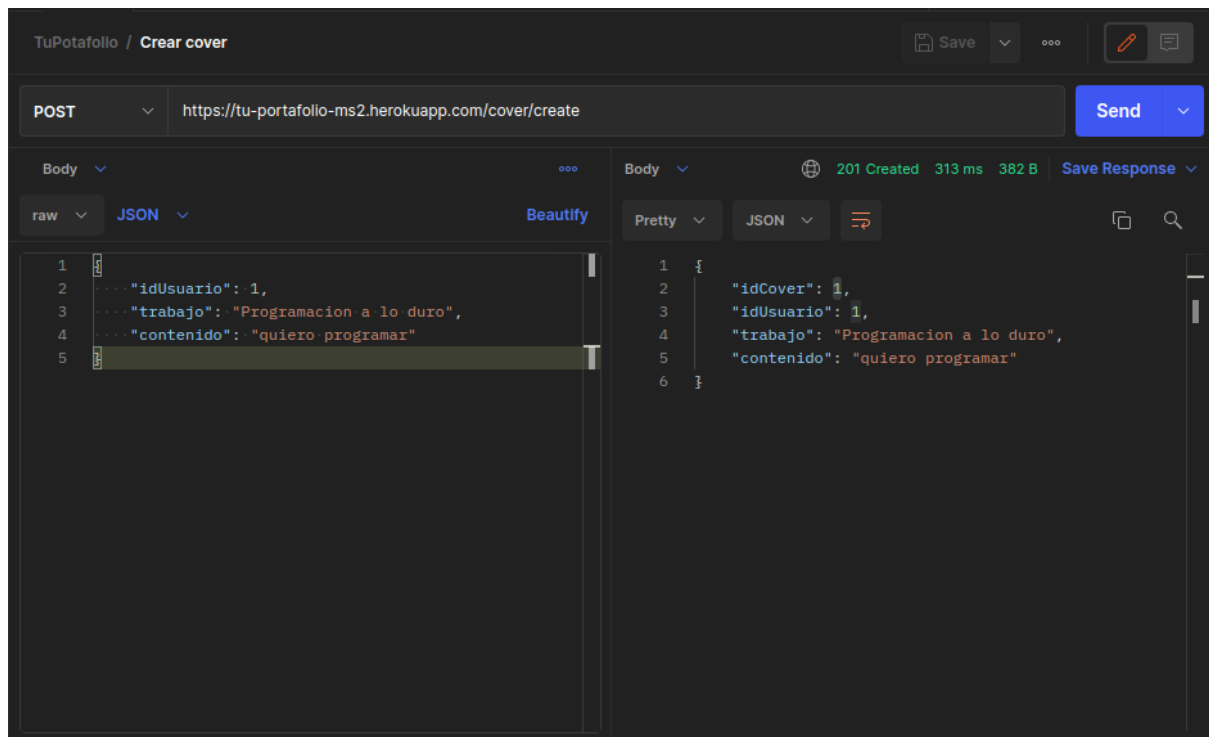 TuPotafolio / Crear cover
Save
POST
https://tu-portafolio-ms2.herokuapp.com/cover/create
Send
Body
raw
JSON
Beautify
1 {
2 "idUsuario": 1,
3 "trabajo": "Programacion a lo duro",
4 "contenido": "quiero programar"
5 }
Body
201 Created 313 ms 382 B
Save Response
Pretty
JSON
1 {
2 "idCover": 1,
3 "idUsuario": 1,
4 "trabajo": "Programacion a lo duro",
5 "contenido": "quiero programar"
6 }